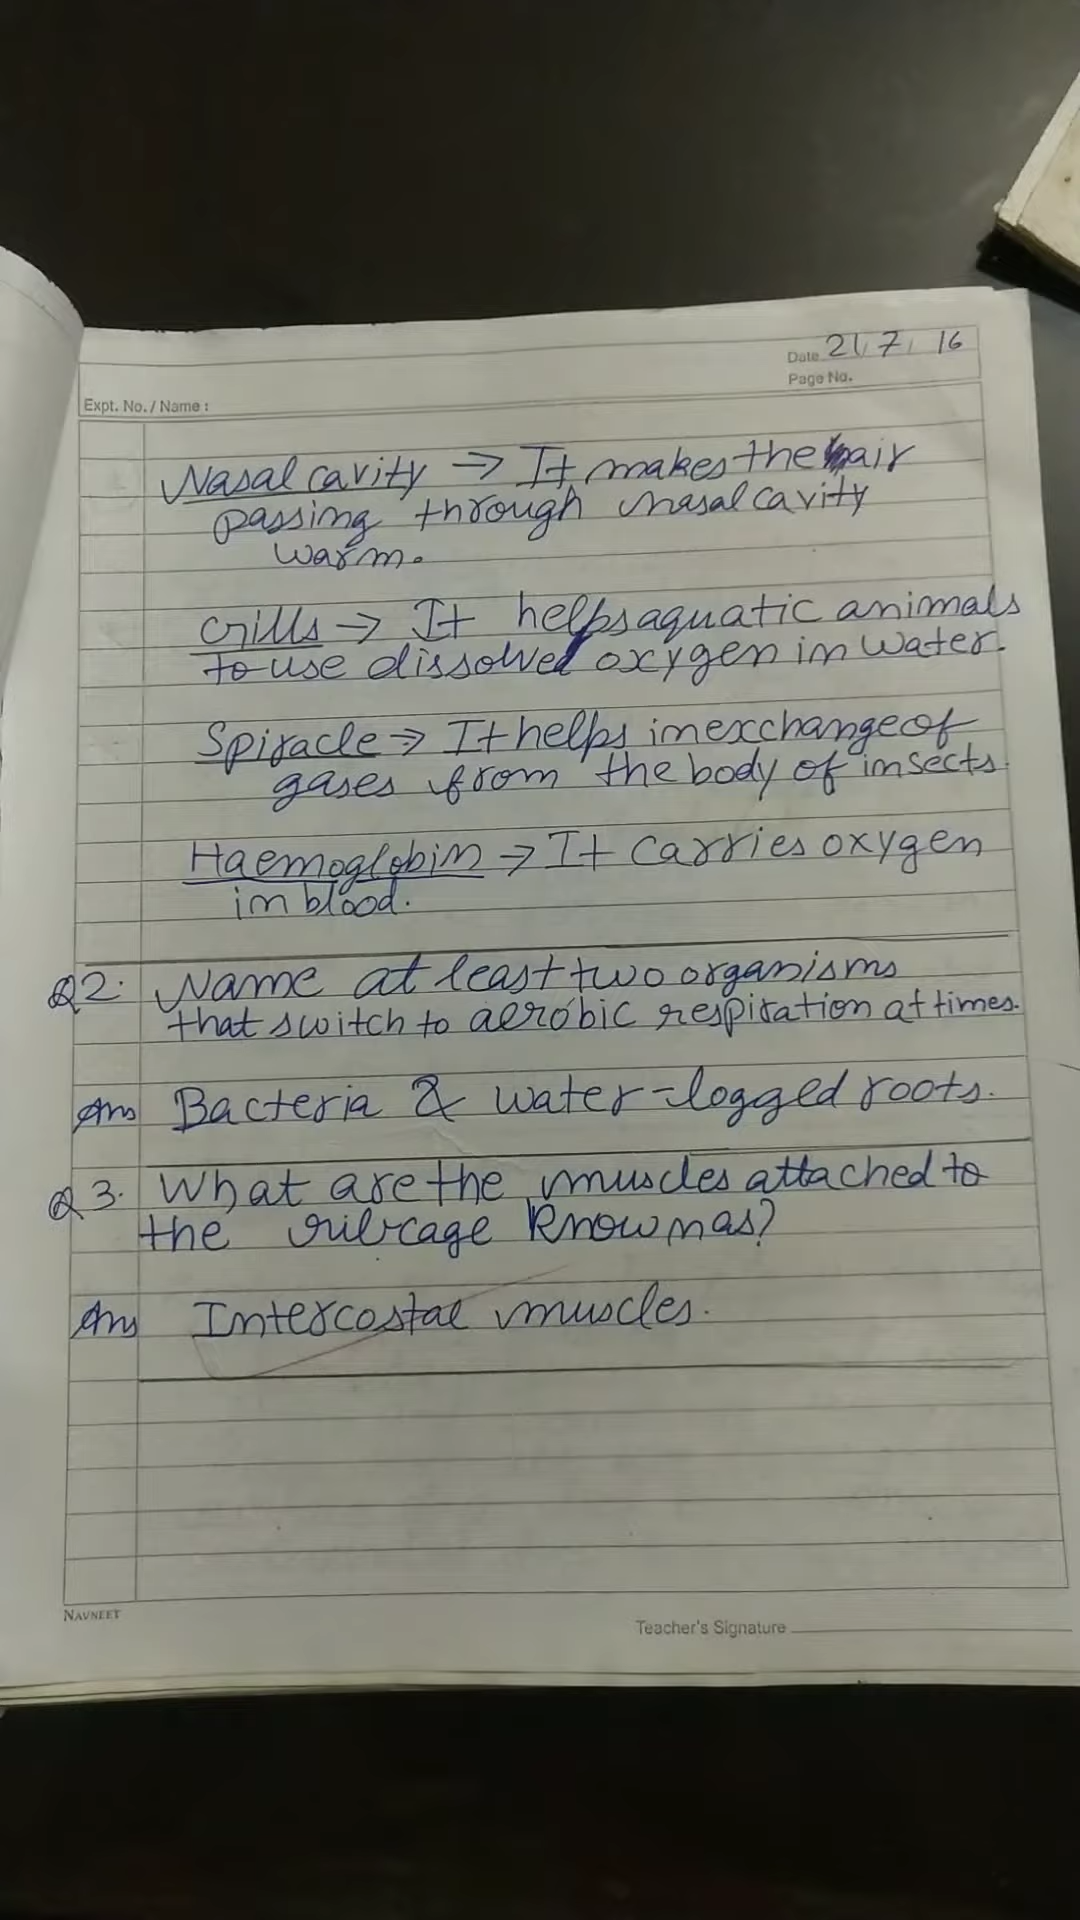 Date 21/7/16
Page No.
Expt. No. / Name :
Nasal cavity → It makes the air
passing through nasal cavity
warm.
Gills → It helps aquatic animals
to use dissolved oxygen in water.
Spiracle → It helps in exchange of
gases from the body of insects.
Haemoglobin → It carries oxygen
in blood.
Q2. Name at least two organisms
that switch to aerobic respiration at times.
Ans Bacteria & water-logged roots.
Q3. What are the muscles attached to
the ribcage known as?
Ans Intercostal muscles.
NAVNEET
Teacher's Signature